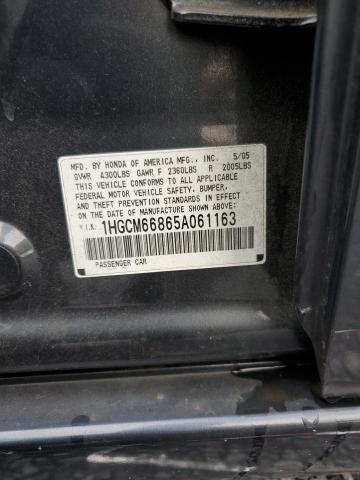 MFD. BY HONDA OF AMERICA MFG., INC. 5/05
GVWR 4300LBS GAWR F 2360LBS R 2005LBS
THIS VEHICLE CONFORMS TO ALL APPLICABLE
FEDERAL MOTOR VEHICLE SAFETY, BUMPER,
AND THEFT PREVENTION STANDARDS IN EFFECT
ON THE DATE OF MANUFACTURE SHOWN ABOVE.
V.I.N: 1HGCM66865A061163
PASSENGER CAR